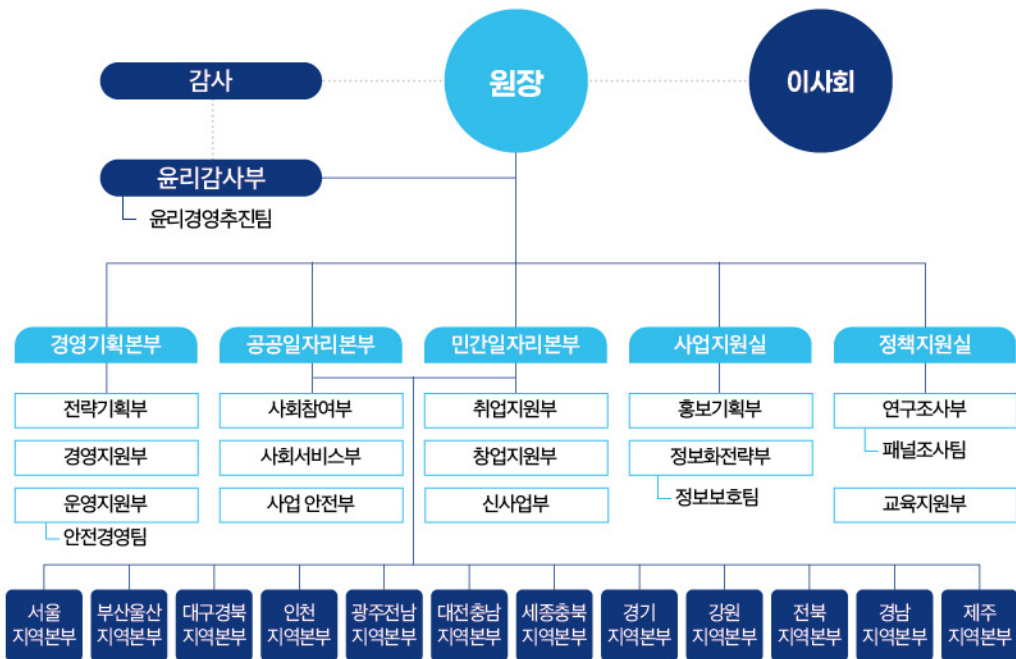 감사
원장
이사회
윤리감사부
윤리경영추진팀
경영기획본부
공공일자리본부
민간일자리본부
사업지원실
정책지원실
전략기획부
사회참여부
취업지원부
홍보기획부
연구조사부
패널조사팀
경영지원부
사회서비스부
창업지원부
정보화전략부
정보보호팀
운영지원부
사업 안전부
신사업부
교육지원부
안전경영팀
서울
지역본부
부산울산
지역본부
대구경북
지역본부
인천
지역본부
광주전남
지역본부
대전충남
지역본부
세종충북
지역본부
경기
지역본부
강원
지역본부
전북
지역본부
경남
지역본부
제주
지역본부